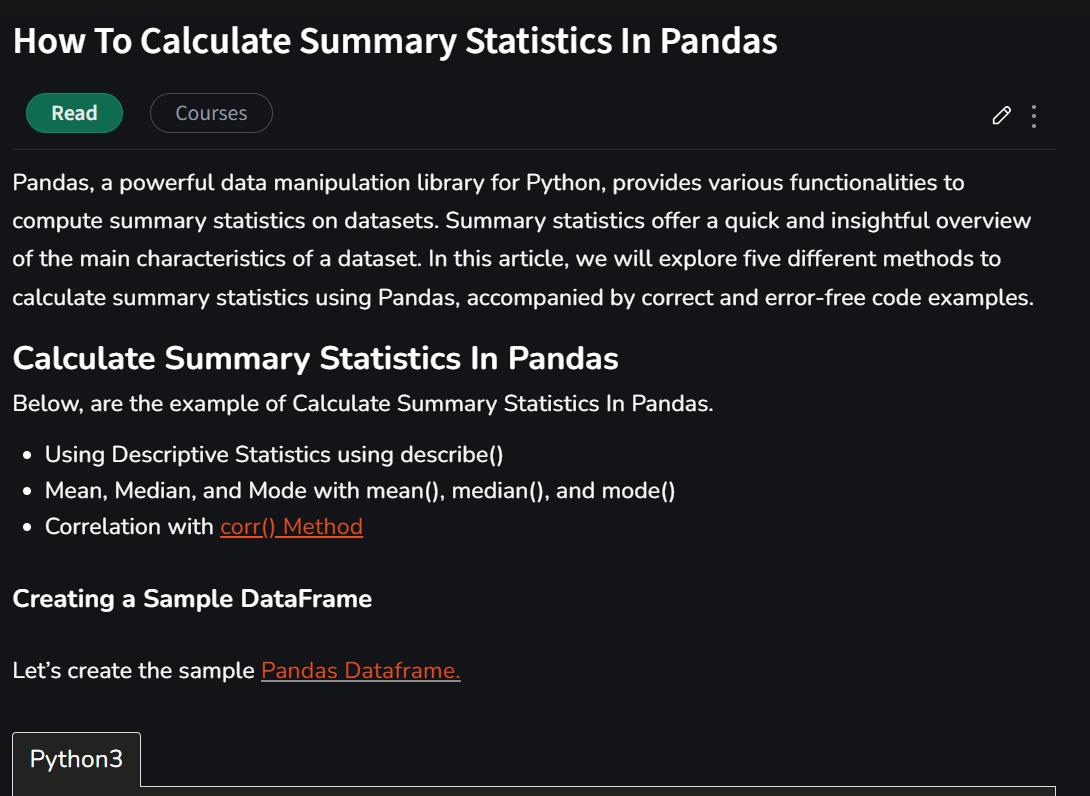 How To Calculate Summary Statistics In Pandas
Read
Courses
Pandas, a powerful data manipulation library for Python, provides various functionalities to
compute summary statistics on datasets. Summary statistics offer a quick and insightful overview
of the main characteristics of a dataset. In this article, we will explore five different methods to
calculate summary statistics using Pandas, accompanied by correct and error-free code examples.
Calculate Summary Statistics In Pandas
Below, are the example of Calculate Summary Statistics In Pandas.
• Using Descriptive Statistics using describe()
• Mean, Median, and Mode with mean(), median(), and mode()
• Correlation with corr() Method
Creating a Sample DataFrame
Let’s create the sample Pandas Dataframe.
Python3